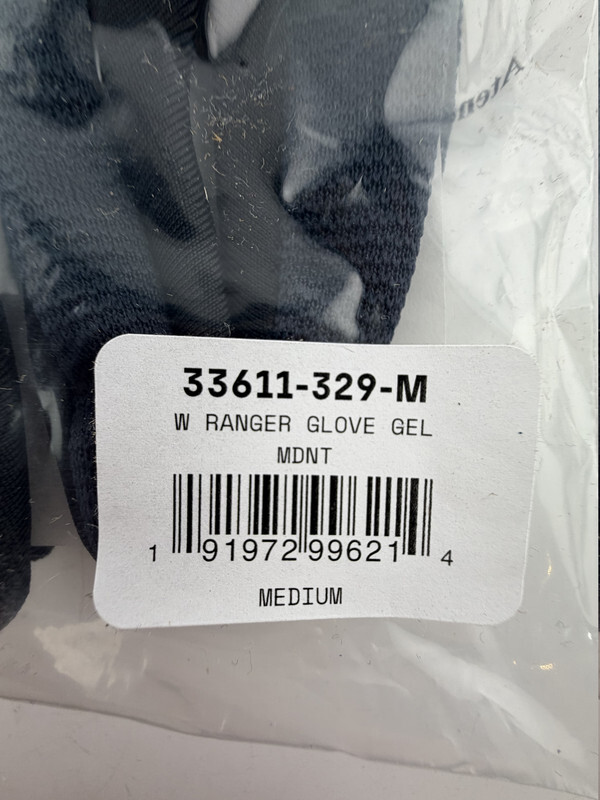 33611-329-M
W RANGER GLOVE GEL
MDNT
1 91972 99621 4
MEDIUM